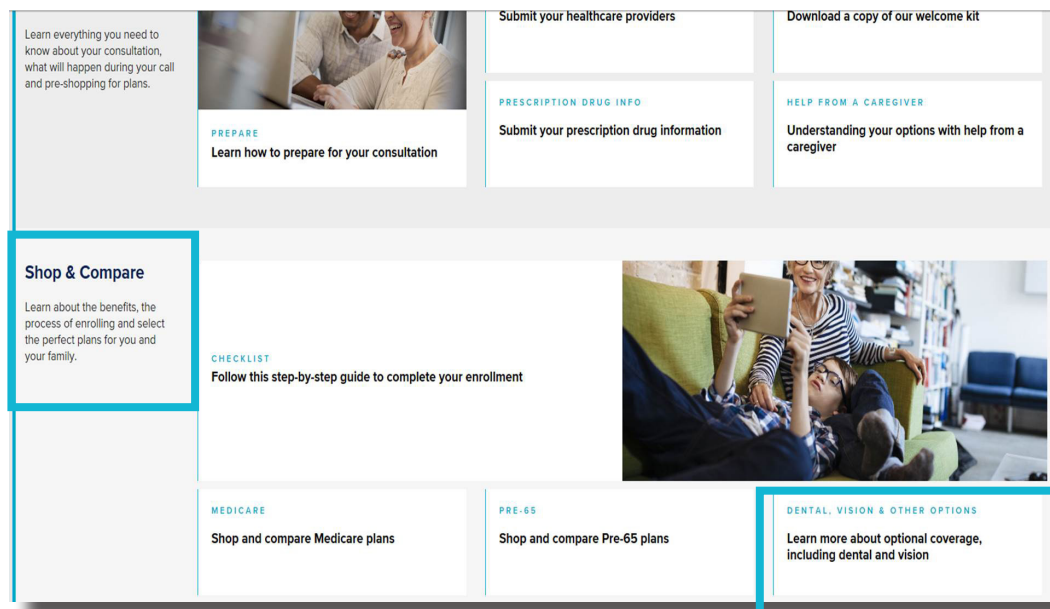 Learn everything you need to
know about your consultation,
what will happen during your call
and pre-shopping for plans.
PREPARE
Learn how to prepare for your consultation
Submit your healthcare providers
Download a copy of our welcome kit
PRESCRIPTION DRUG INFO
Submit your prescription drug information
HELP FROM A CAREGIVER
Understanding your options with help from a
caregiver
Shop & Compare
Learn about the benefits, the
process of enrolling and select
the perfect plans for you and
your family.
CHECKLIST
Follow this step-by-step guide to complete your enrollment
MEDICARE
Shop and compare Medicare plans
PRE-65
Shop and compare Pre-65 plans
DENTAL, VISION & OTHER OPTIONS
Learn more about optional coverage,
including dental and vision